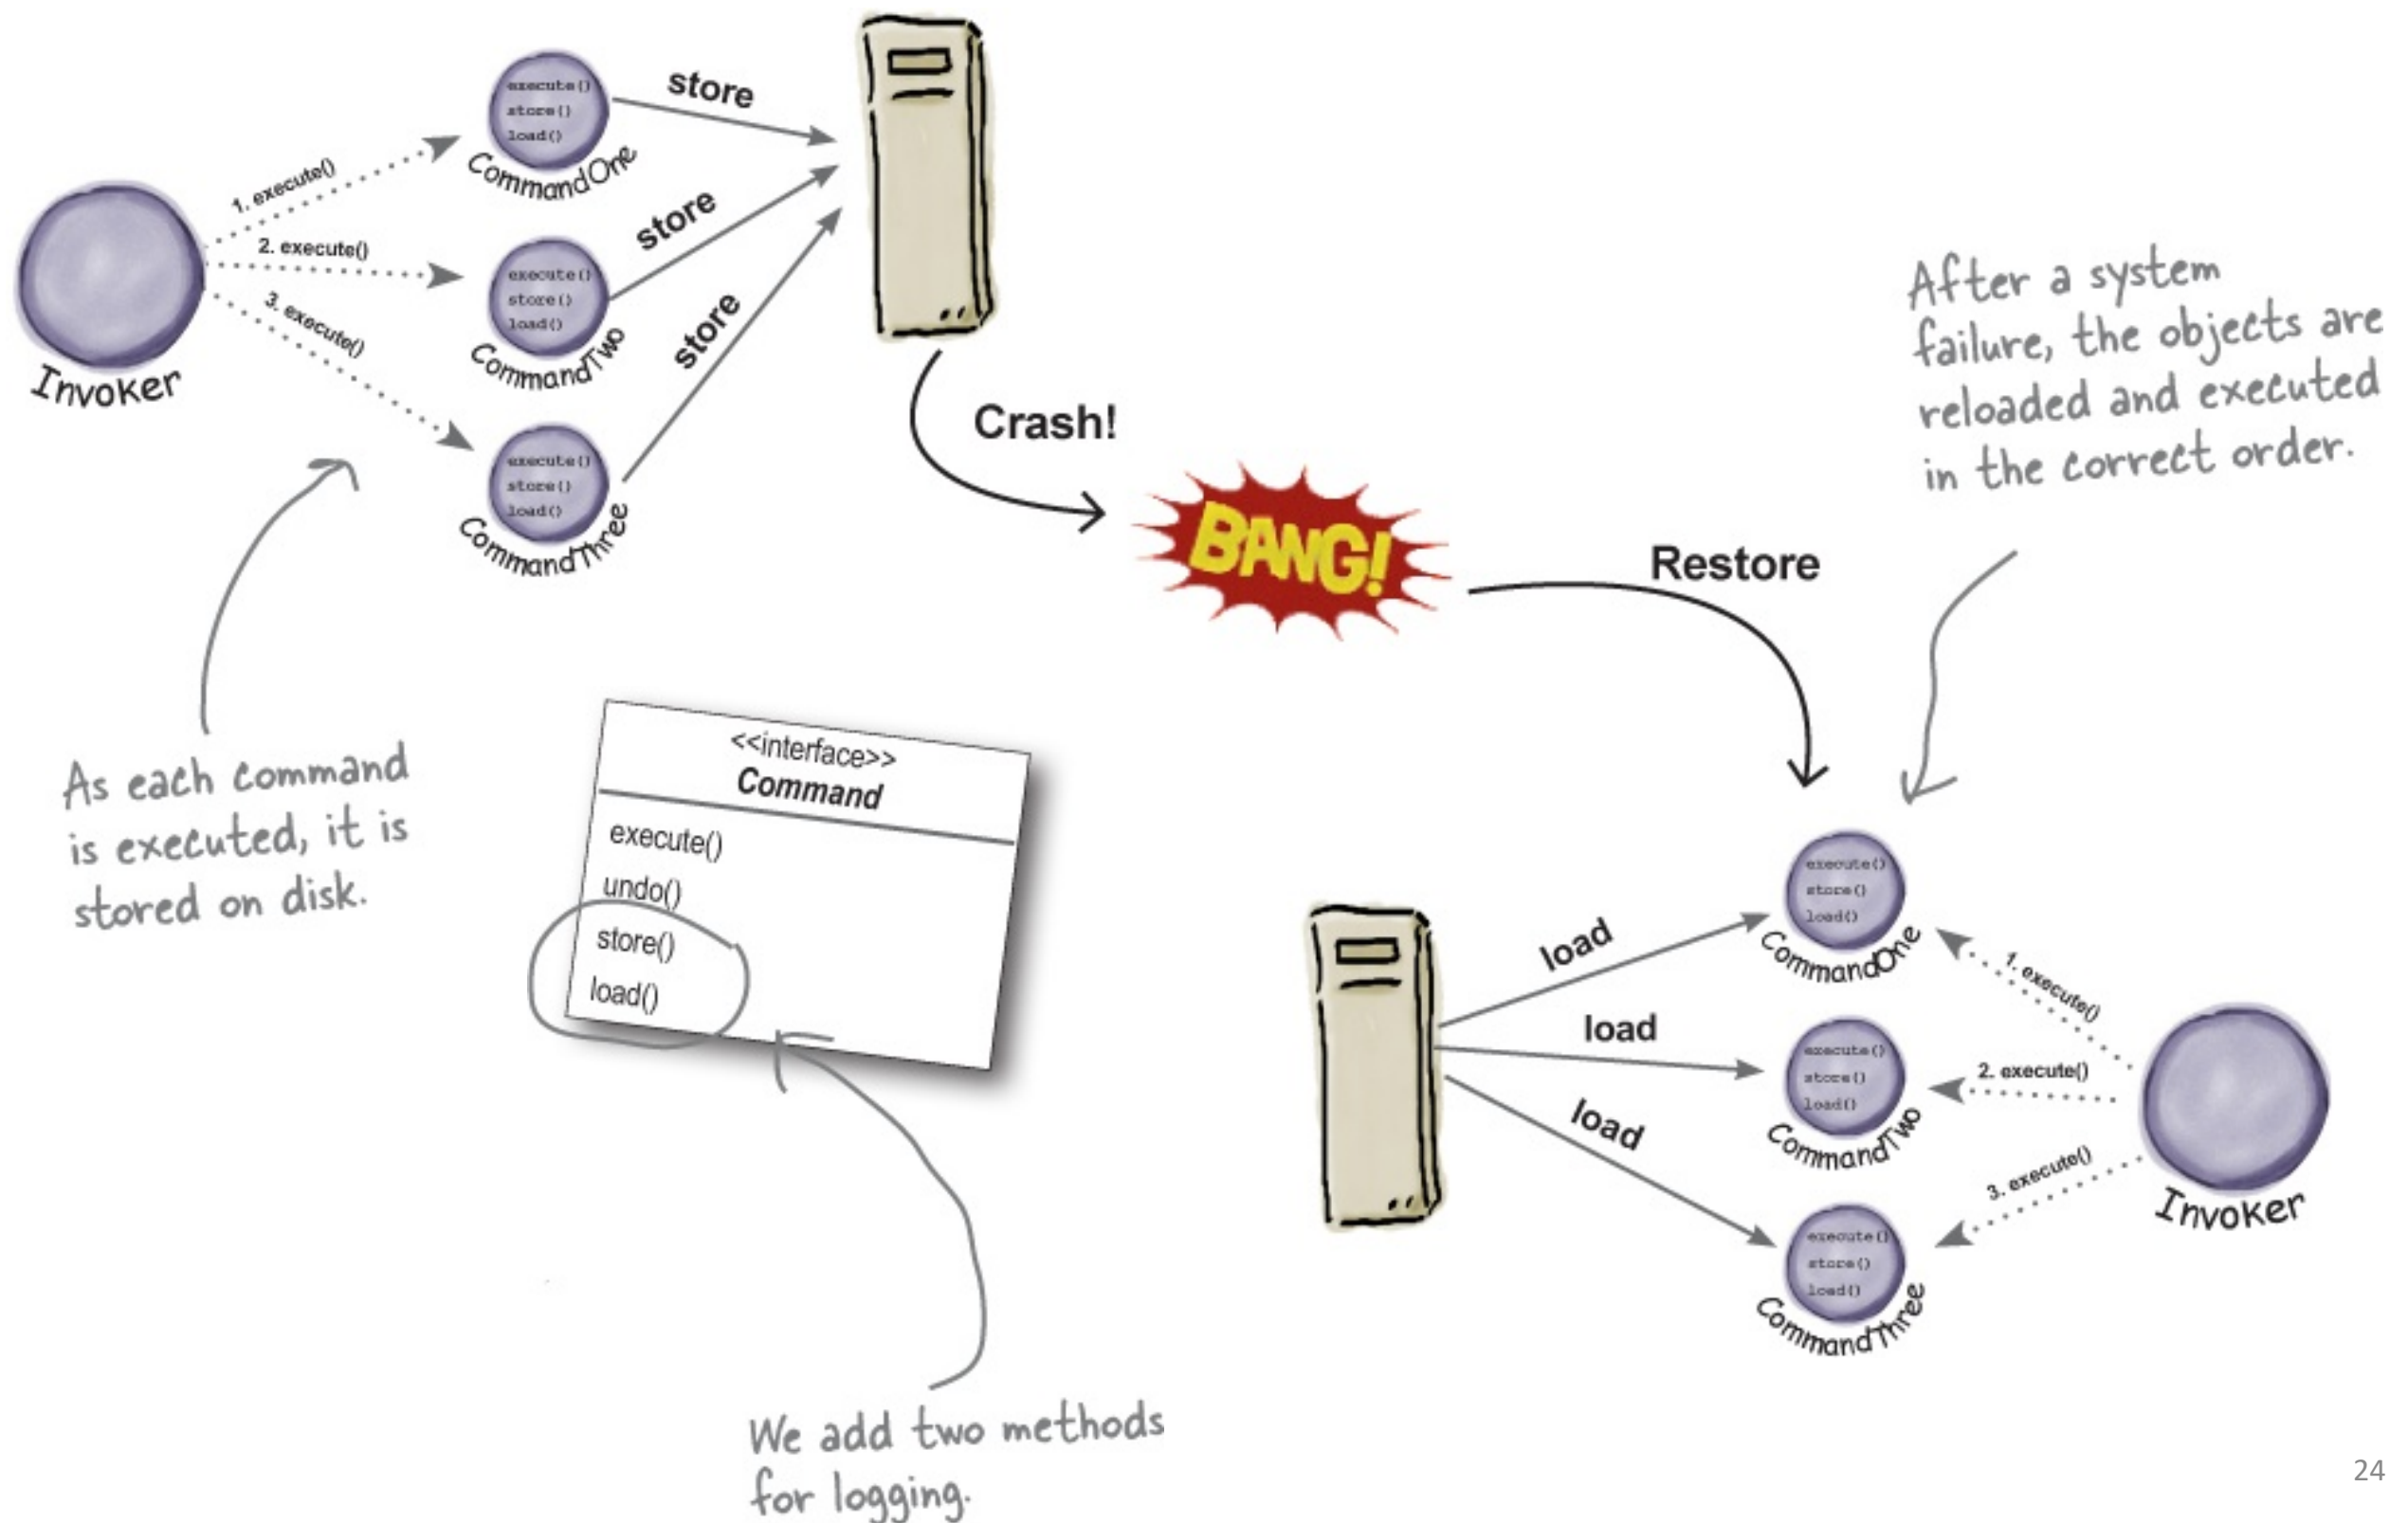 execute()
store()
load()
CommandOne
store
1. execute()
2. execute()
3. execute()
Invoker
execute()
store()
load()
CommandTwo
store
execute()
store()
load()
CommandThree
store
Crash!
BANG!
Restore
After a system
failure, the objects are
reloaded and executed
in the correct order.
As each command
is executed, it is
stored on disk.
<<interface>>
Command
execute()
undo()
store()
load()
We add two methods
for logging.
load
load
load
execute()
store()
load()
CommandOne
execute()
store()
load()
CommandTwo
execute()
store()
load()
CommandThree
1. execute()
2. execute()
3. execute()
Invoker
24